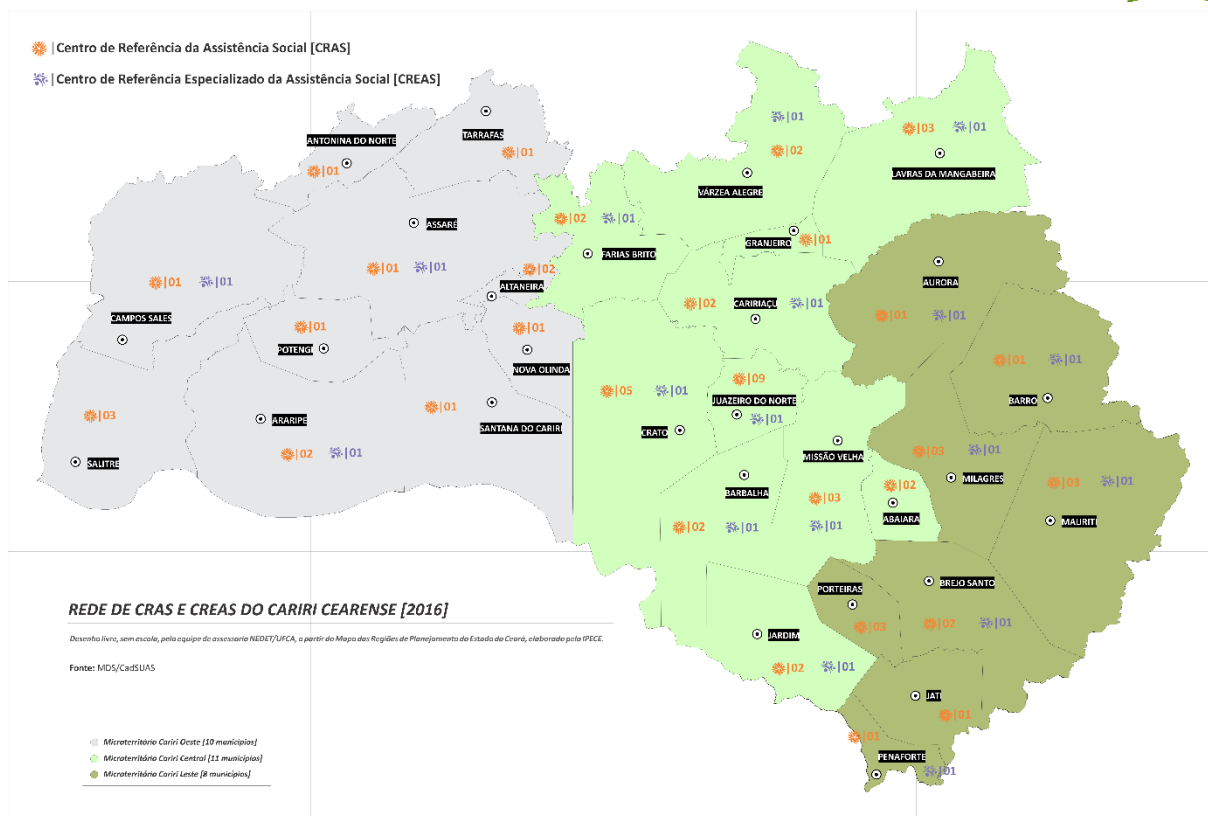 | Centro de Referência da Assistência Social [CRAS]
| Centro de Referência Especializado da Assistência Social [CREAS]
TARRAFAS
|01
ANTONINA DO NORTE
|01
ASSARÉ
|01 |01
|02
ALTANEIRA
|01 |01
CAMPOS SALES
|01
POTENGI
|01
NOVA OLINDA
|03
SALITRE
ARARIPE
|02 |01
|01
SANTANA DO CARIRI
|01
|02
VÁRZEA ALEGRE
|03 |01
LAVRAS DA MANGABEIRA
|02 |01
FARIAS BRITO
GRANJEIRO
|01
|02 |01
CARIRIAÇU
AURORA
|01 |01
|01 |01
BARRO
|05 |01
CRATO
|09
JUAZEIRO DO NORTE
|01
MISSÃO VELHA
|03
|01
BARBALHA
|02 |01
|02
ABAIARA
|03 |01
MILAGRES
|03 |01
MAURITI
PORTEIRAS
|03
BREJO SANTO
|02 |01
JARDIM
|02 |01
JATI
|01
|01
PENAFORTE
|01
REDE DE CRAS E CREAS DO CARIRI CEARENSE [2016]
Desenho livre, sem escala, pela equipe de assessoria NEDET/UFCA, a partir do Mapa das Regiões de Planejamento do Estado do Ceará, elaborado pelo IPECE.
Fonte: MDS/CadSUAS
Microterritório Cariri Oeste [10 municípios]
Microterritório Cariri Central [11 municípios]
Microterritório Cariri Leste [8 municípios]